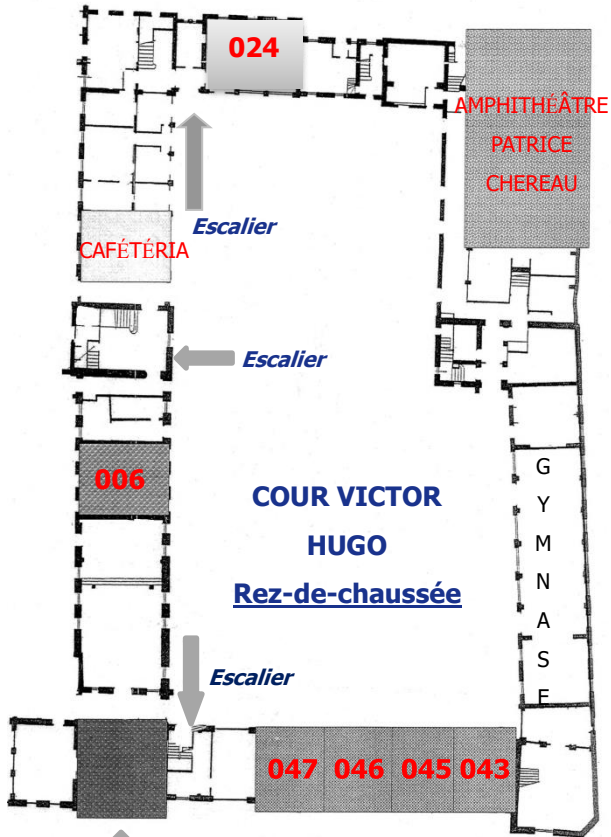 024
AMPHITHÉÂTRE
PATRICE
CHEREAU
Escalier
CAFÉTÉRIA
Escalier
006
COUR VICTOR
HUGO
Rez-de-chaussée
G
Y
M
N
A
S
E
Escalier
047 046 045 043